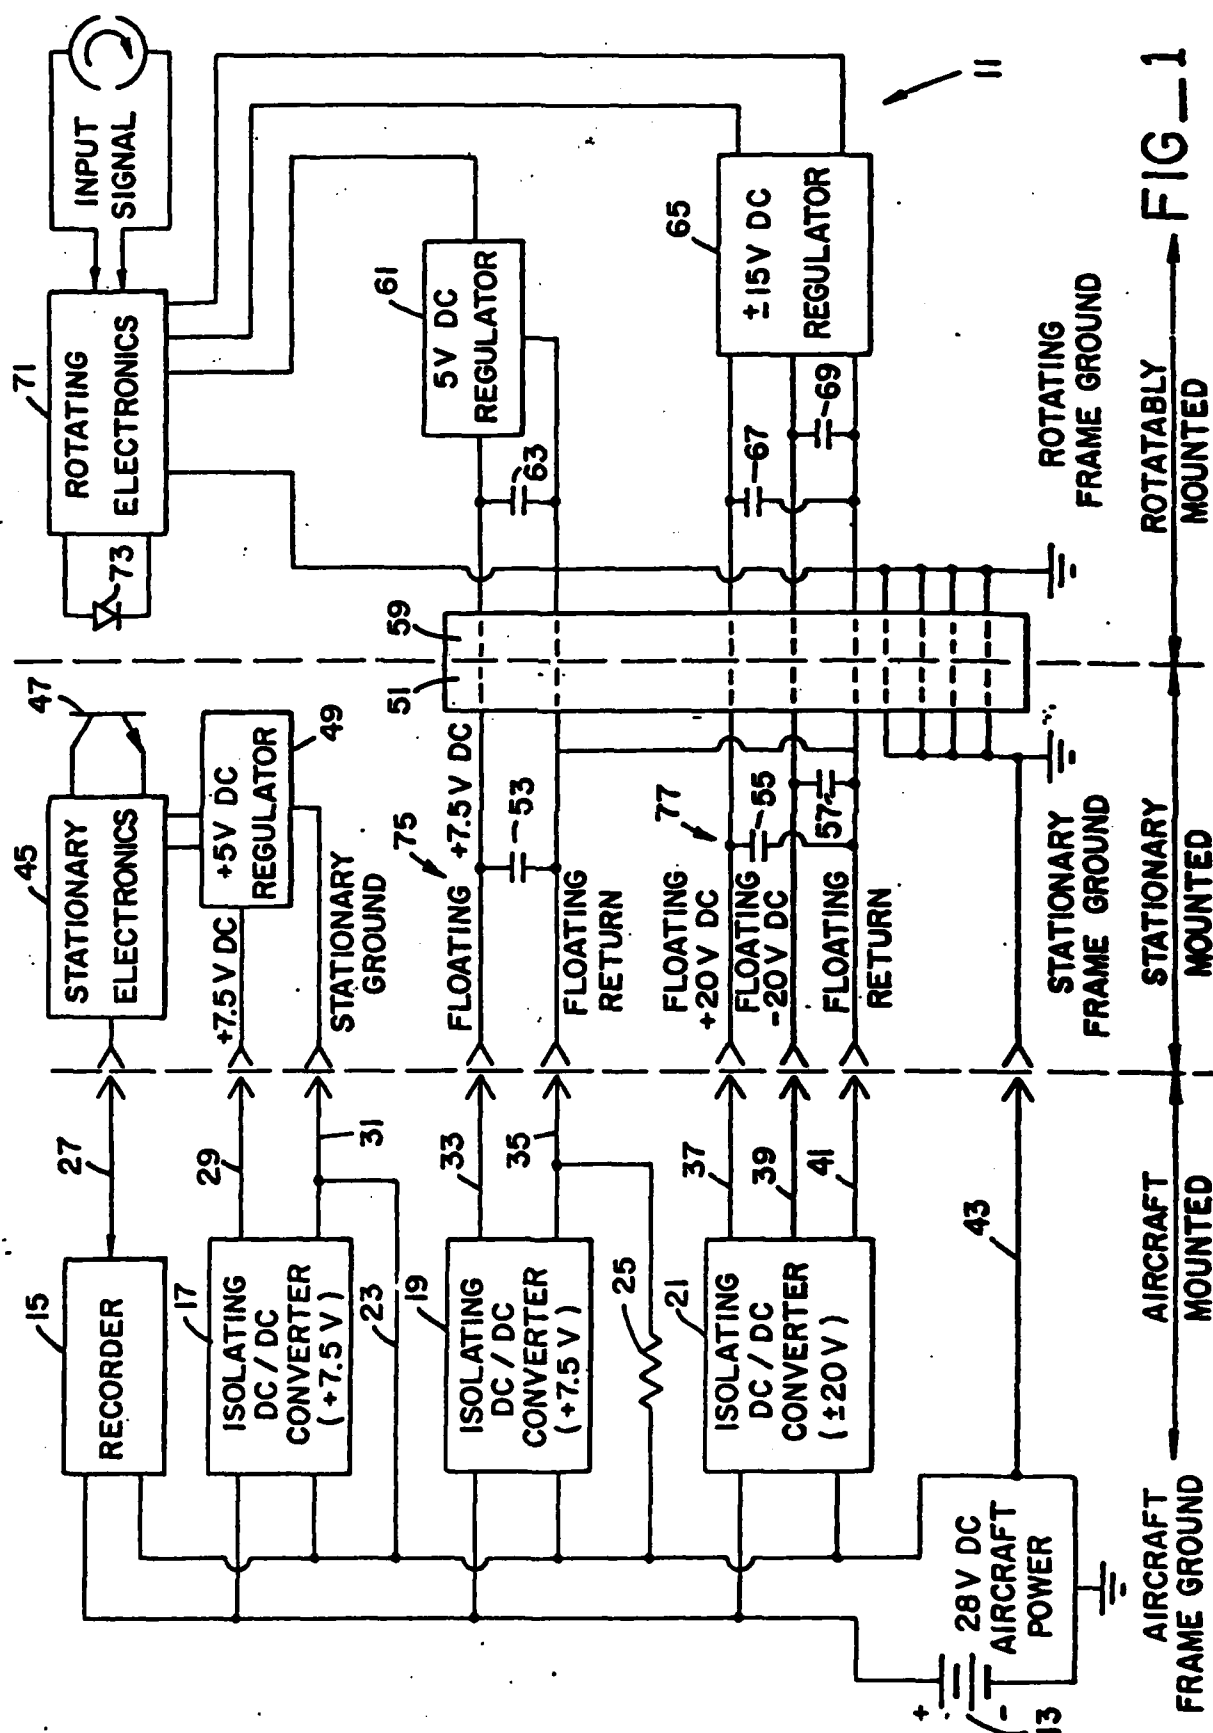 FIG_1
11
INPUT
SIGNAL
71
ROTATING
ELECTRONICS
73
61
5V DC
REGULATOR
63
65
±15V DC
REGULATOR
67
69
59
51
ROTATING
FRAME GROUND
ROTATABLY
MOUNTED
45
STATIONARY
ELECTRONICS
47
+5V DC
REGULATOR
49
+7.5V DC
STATIONARY
GROUND
75
FLOATING +7.5V DC
53
FLOATING
RETURN
77
FLOATING
+20V DC
FLOATING
-20V DC
55
57
FLOATING
RETURN
STATIONARY
FRAME GROUND
STATIONARY
MOUNTED
15
RECORDER
27
17
ISOLATING
DC/DC
CONVERTER
(+7.5V)
29
31
23
19
ISOLATING
DC/DC
CONVERTER
(+7.5V)
33
35
25
21
ISOLATING
DC/DC
CONVERTER
(±20V)
37
39
41
43
28V DC
AIRCRAFT
POWER
+
-
13
AIRCRAFT
FRAME GROUND
AIRCRAFT
MOUNTED